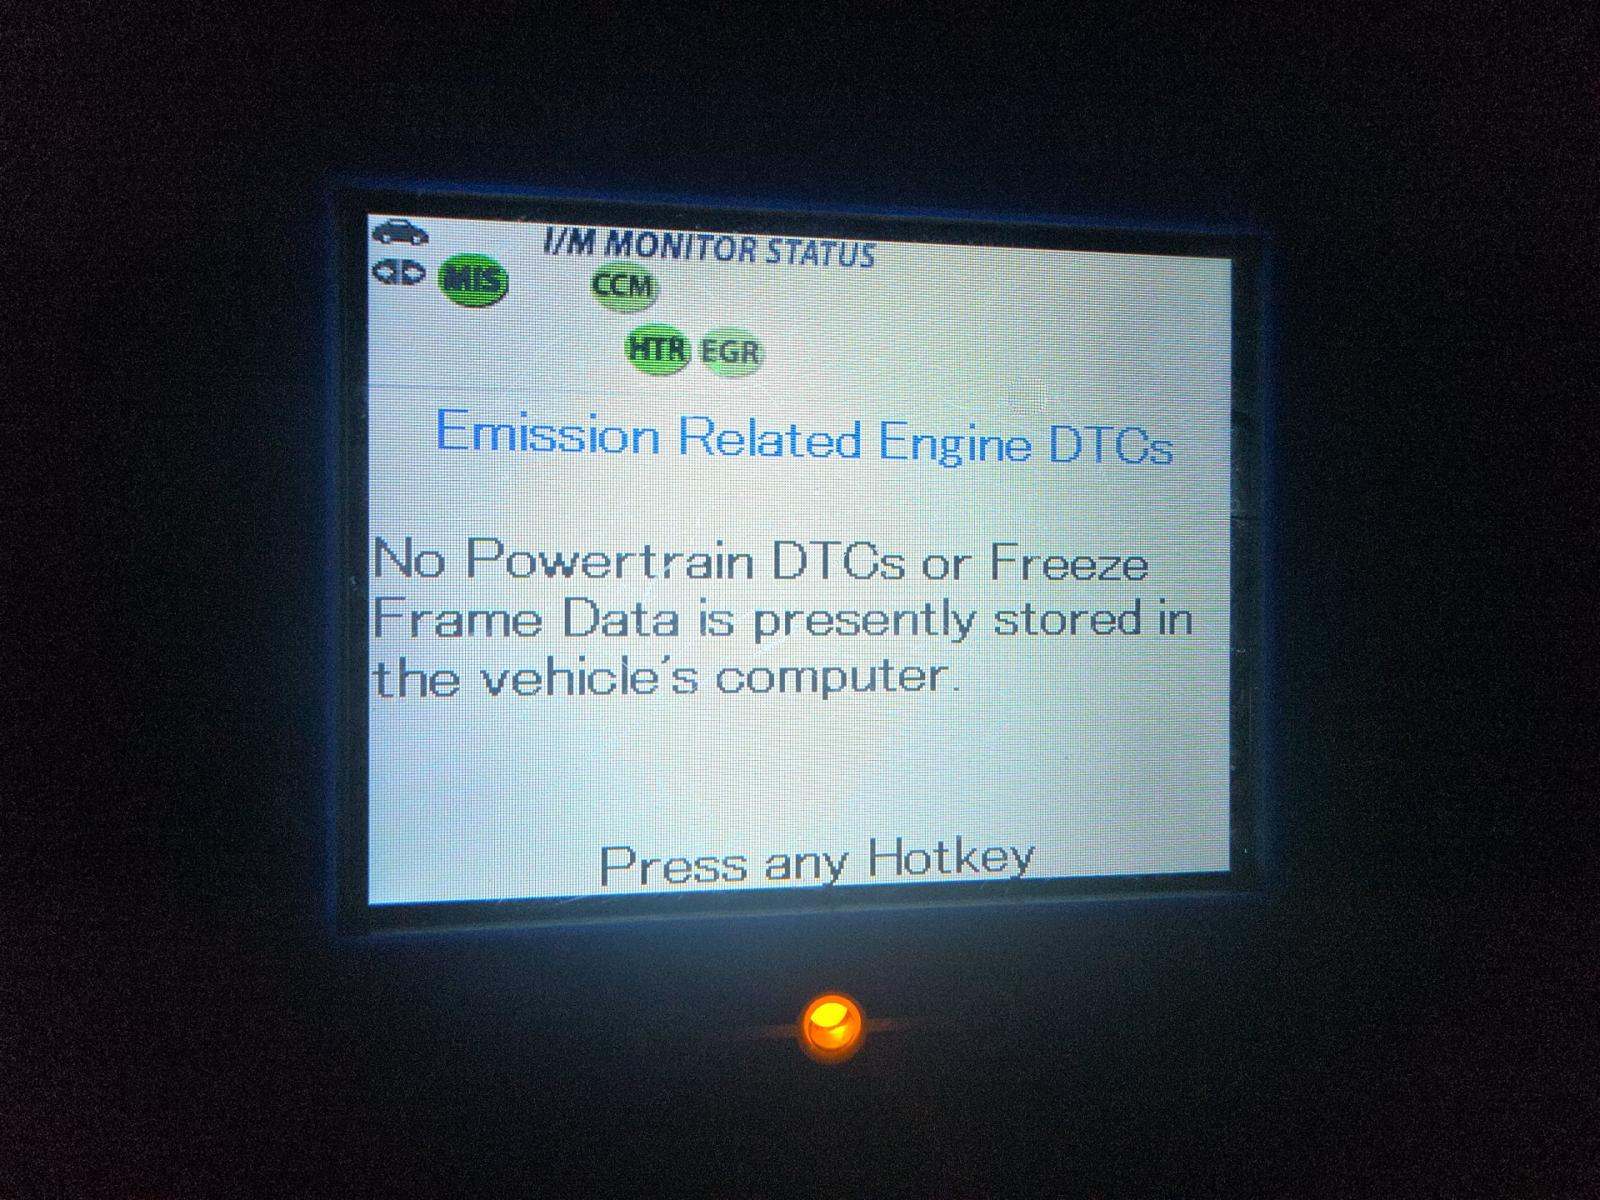 I/M MONITOR STATUS
MIS CCM
HTR EGR
Emission Related Engine DTCs
No Powertrain DTCs or Freeze
Frame Data is presently stored in
the vehicle's computer.
Press any Hotkey